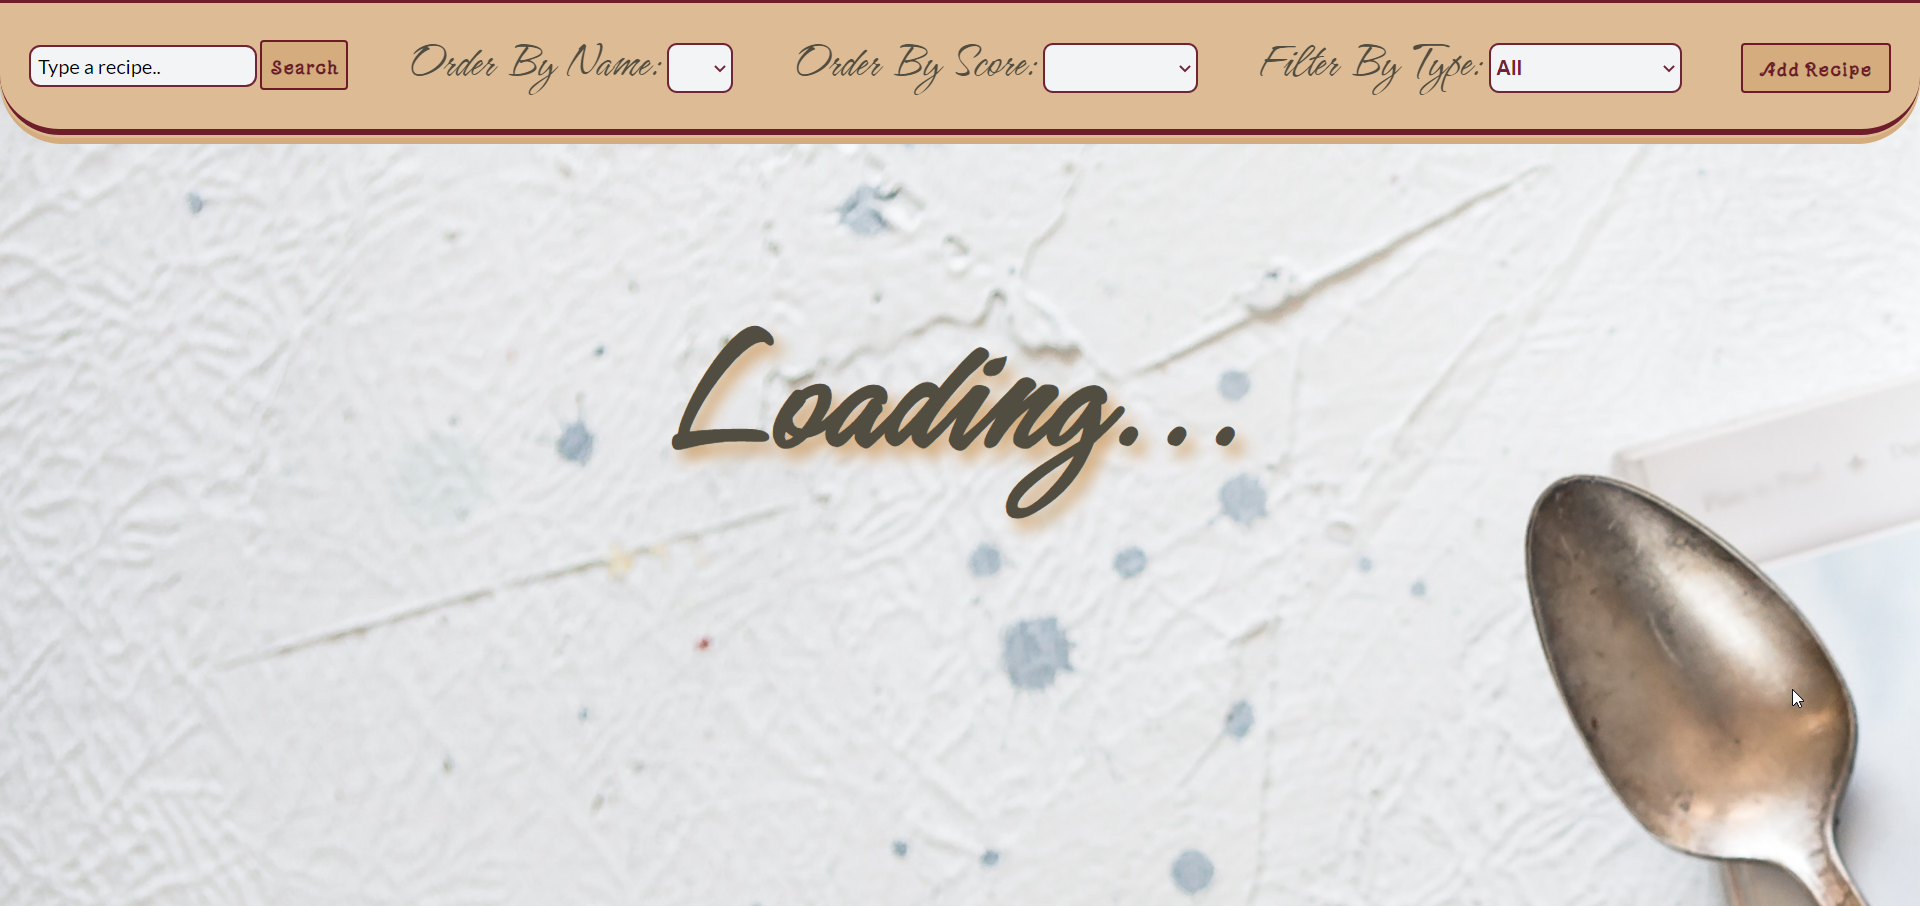 Type a recipe..
Search
Order By Name:
Order By Score:
Filter By Type:
All
Add Recipe
Loading...